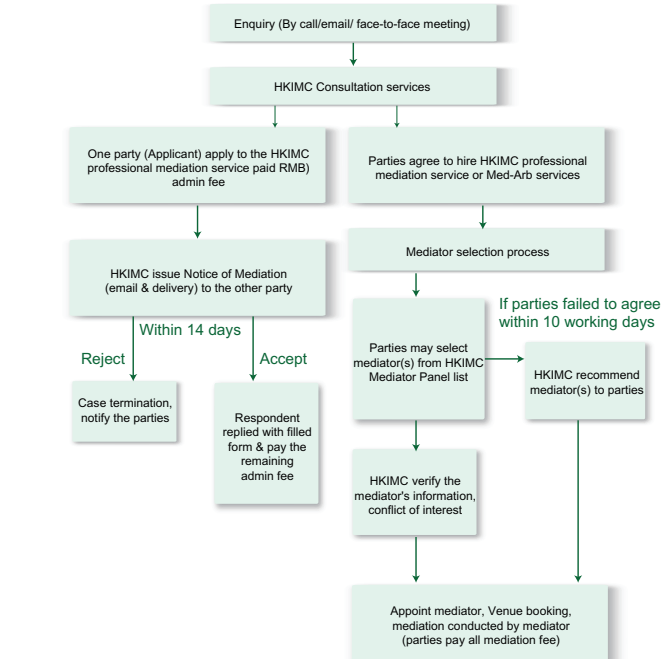 Enquiry (By call/email/ face-to-face meeting)
HKIMC Consultation services
One party (Applicant) apply to the HKIMC
professional mediation service paid RMB)
admin fee
Parties agree to hire HKIMC professional
mediation service or Med-Arb services
Mediator selection process
HKIMC issue Notice of Mediation
(email & delivery) to the other party
Within 14 days
Reject
Accept
Case termination,
notify the parties
Respondent
replied with filled
form & pay the
remaining
admin fee
Parties may select
mediator(s) from HKIMC
Mediator Panel list
If parties failed to agree
within 10 working days
HKIMC recommend
mediator(s) to parties
HKIMC verify the
mediator's information,
conflict of interest
Appoint mediator, Venue booking,
mediation conducted by mediator
(parties pay all mediation fee)